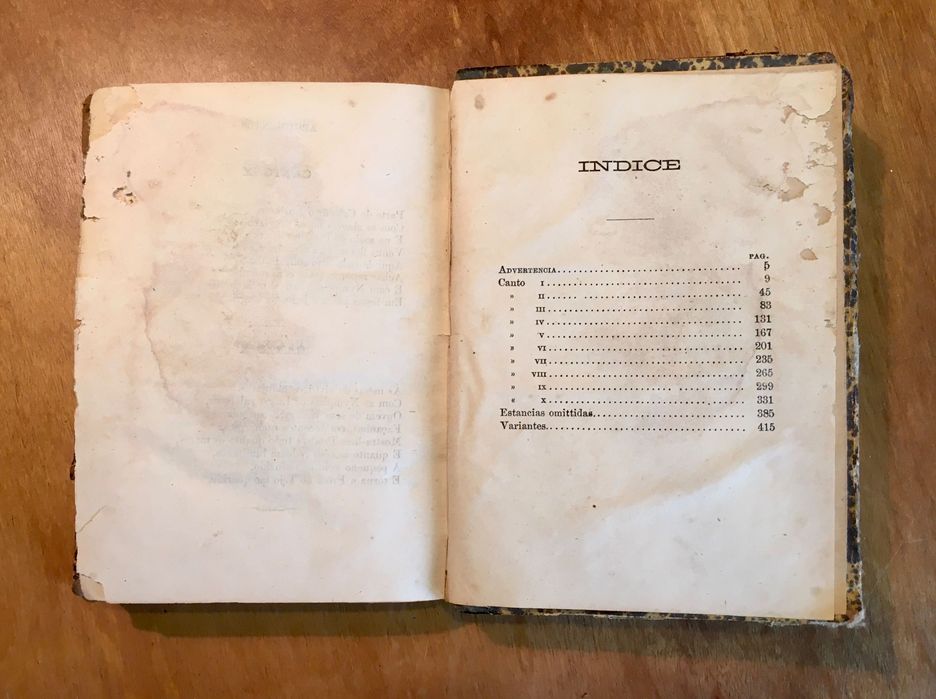 INDICE
PAG.
ADVERTENCIA........................................ 5
Canto I........................................ 9
» II........................................ 45
» III........................................ 83
» IV........................................ 131
» V........................................ 167
» VI........................................ 201
» VII........................................ 235
» VIII........................................ 265
» IX........................................ 299
« X........................................ 331
Estancias omittidas........................................ 385
Variantes........................................ 415